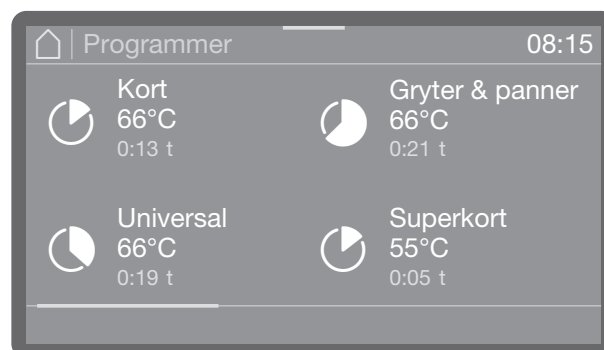 Programmer 08:15
Kort
66°C
0:13 t
Gryter & panner
66°C
0:21 t
Universal
66°C
0:19 t
Superkort
55°C
0:05 t